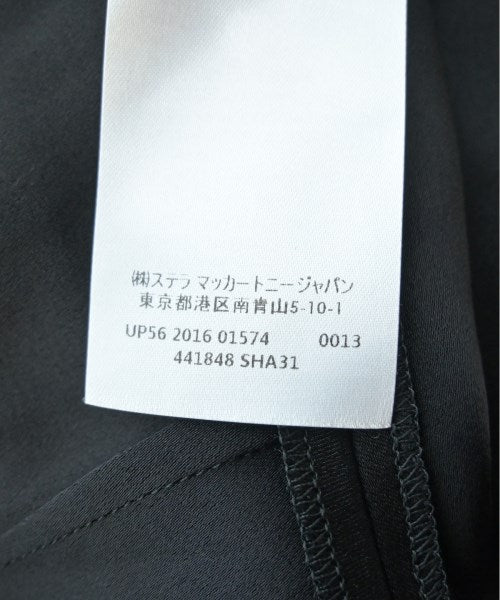 ㈱ステラ マッカートニー ジャパン
東京都港区南青山5-10-1
UP56 2016 01574 0013
441848 SHA31